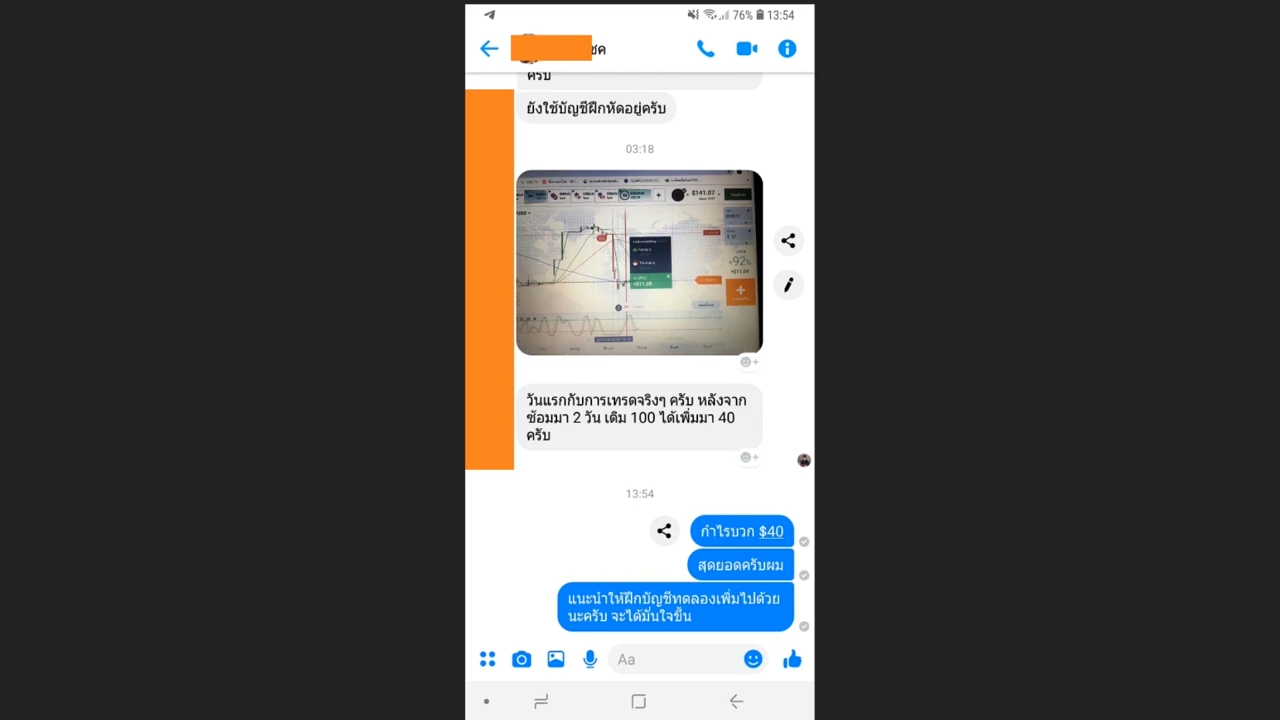 76% 13:54
ชค
ครับ
ยังใช้บัญชีฝึกหัดอยู่ครับ
03:18
$141.07
+92%
+$11.04
วันแรกกับการเทรดจริงๆ ครับ หลังจาก
ซ้อมมา 2 วัน เดิม 100 ได้เพิ่มมา 40
ครับ
13:54
กำไรบวก $40
สุดยอดครับผม
แนะนำให้ฝึกบัญชีทดลองเพิ่มไปด้วย
นะครับ จะได้มั่นใจขึ้น
Aa